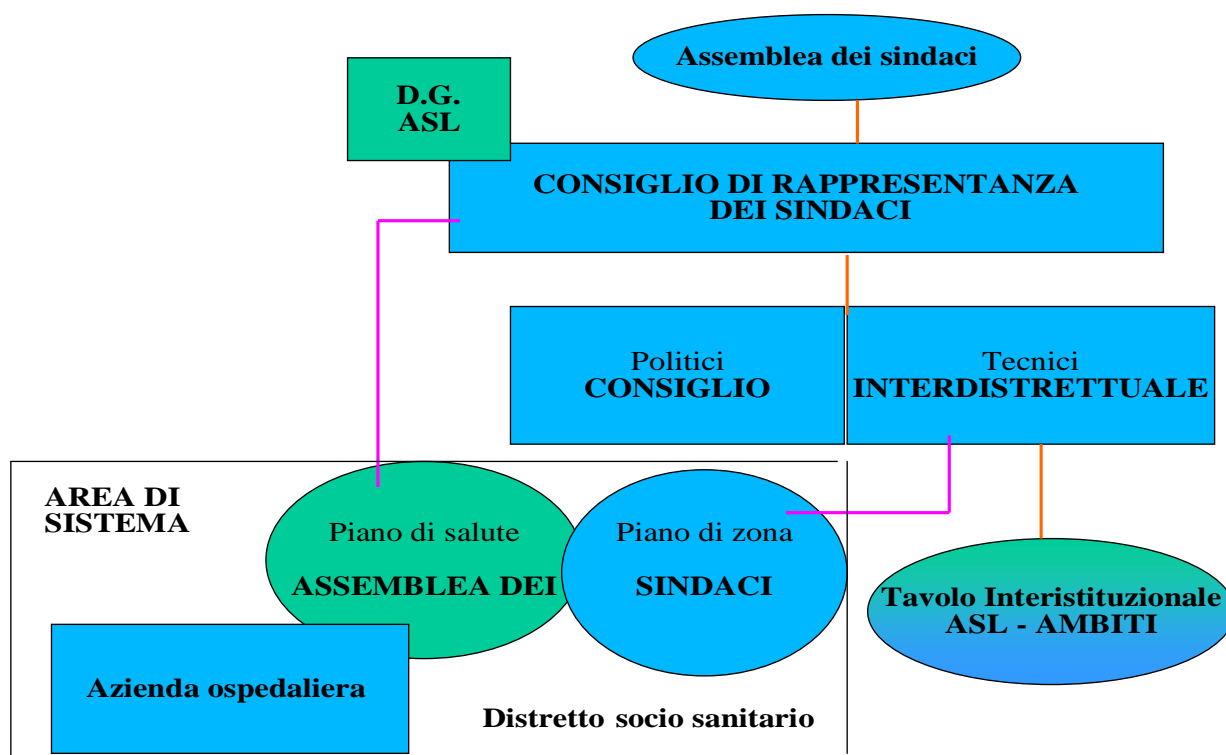 Assemblea dei sindaci
D.G.
ASL
CONSIGLIO DI RAPPRESENTANZA
DEI SINDACI
Politici
CONSIGLIO
Tecnici
INTERDISTRETTUALE
AREA DI
SISTEMA
Piano di salute
ASSEMBLEA DEI
Piano di zona
SINDACI
Tavolo Interistituzionale
ASL - AMBITI
Azienda ospedaliera
Distretto socio sanitario